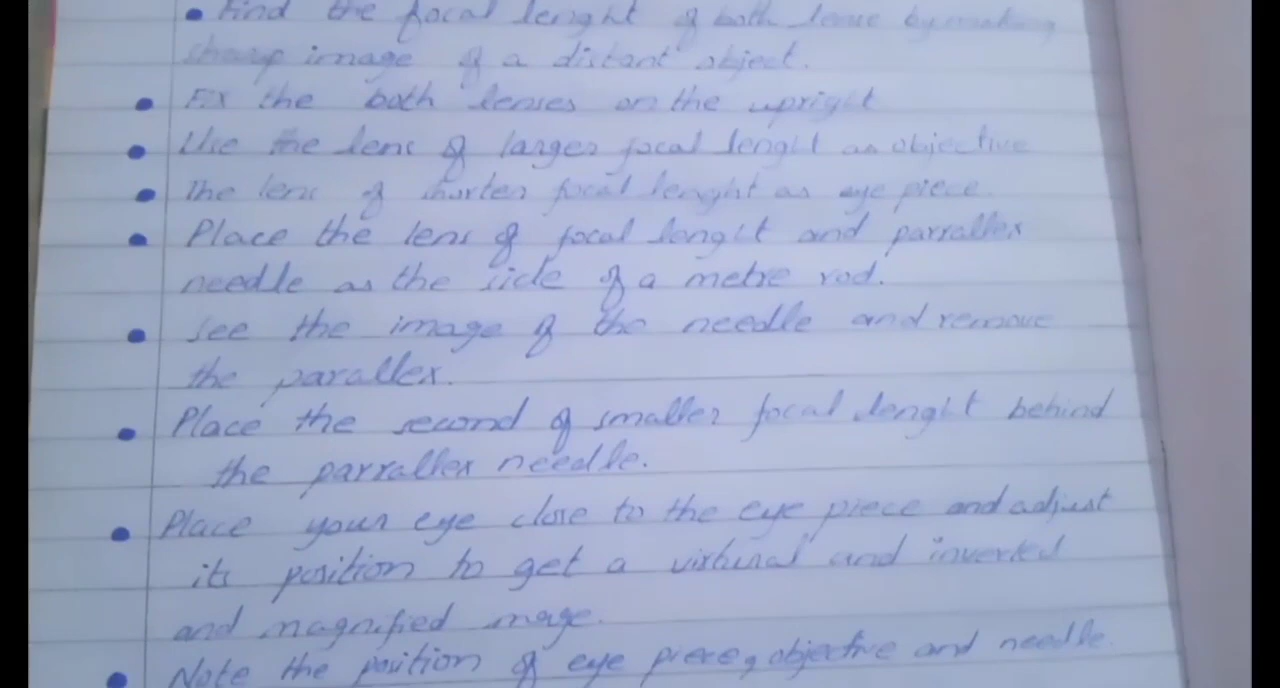 • Find the focal lenght of both lense by making
sharp image of a distant object.
• Fix the both lenses on the upright
• Use the lens of larger focal lenght as objective
• The lens of shorten focal lenght as eye piece.
• Place the lens of focal lenght and parrallex
needle as the side of a metre rod.
• See the image of the needle and remove
the parallex.
• Place the second of smaller focal lenght behind
the parrallex needle.
• Place your eye close to the eye piece and adjust
its position to get a and inverted
and magnified image.
• Note the position of eye piece, objective and needle.